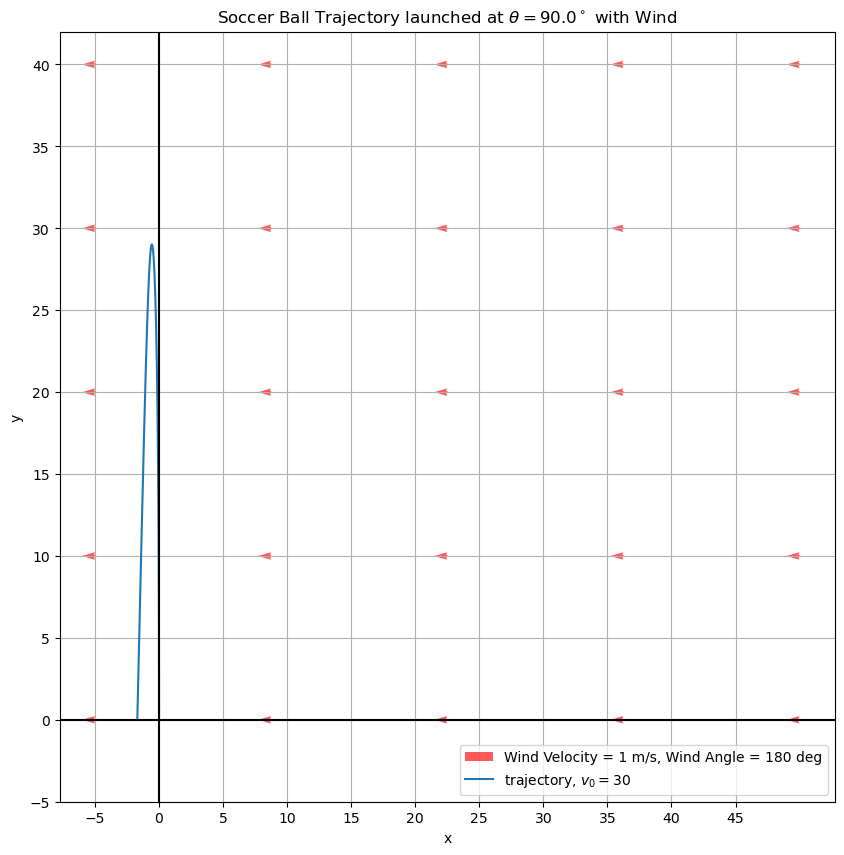 Soccer Ball Trajectory launched at θ = 90.0° with Wind
40
35
30
25
20
15
10
5
0
−5
y
−5 0 5 10 15 20 25 30 35 40 45
x
Wind Velocity = 1 m/s, Wind Angle = 180 deg
trajectory, v₀ = 30